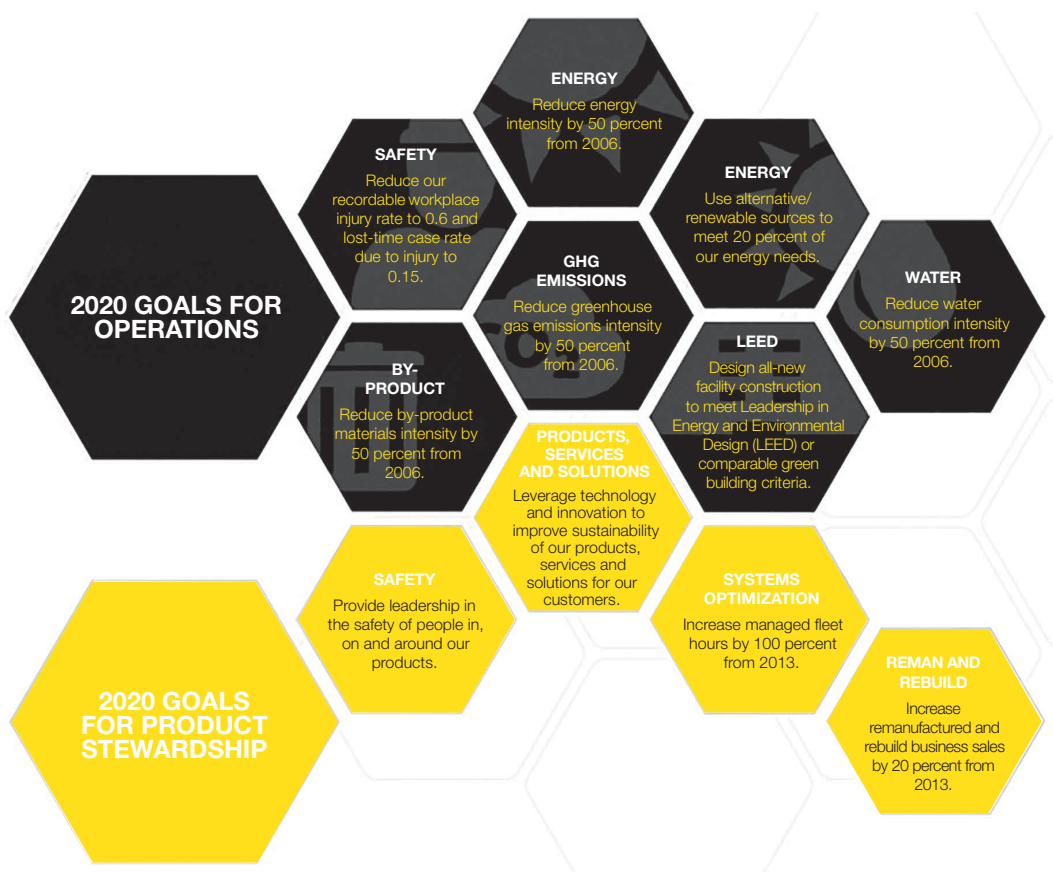 2020 GOALS FOR
OPERATIONS
SAFETY
Reduce our
recordable workplace
injury rate to 0.6 and
lost-time case rate
due to injury to
0.15.
ENERGY
Reduce energy
intensity by 50 percent
from 2006.
ENERGY
Use alternative/
renewable sources to
meet 20 percent of
our energy needs.
GHG
EMISSIONS
Reduce greenhouse
gas emissions intensity
by 50 percent
from 2006.
WATER
Reduce water
consumption intensity
by 50 percent from
2006.
BY-
PRODUCT
Reduce by-product
materials intensity by
50 percent from
2006.
LEED
Design all-new
facility construction
to meet Leadership in
Energy and Environmental
Design (LEED) or
comparable green
building criteria.
2020 GOALS
FOR PRODUCT
STEWARDSHIP
SAFETY
Provide leadership in
the safety of people in,
on and around our
products.
PRODUCTS,
SERVICES
AND SOLUTIONS
Leverage technology
and innovation to
improve sustainability
of our products,
services and
solutions for our
customers.
SYSTEMS
OPTIMIZATION
Increase managed fleet
hours by 100 percent
from 2013.
REMAN AND
REBUILD
Increase
remanufactured and
rebuild business sales
by 20 percent from
2013.